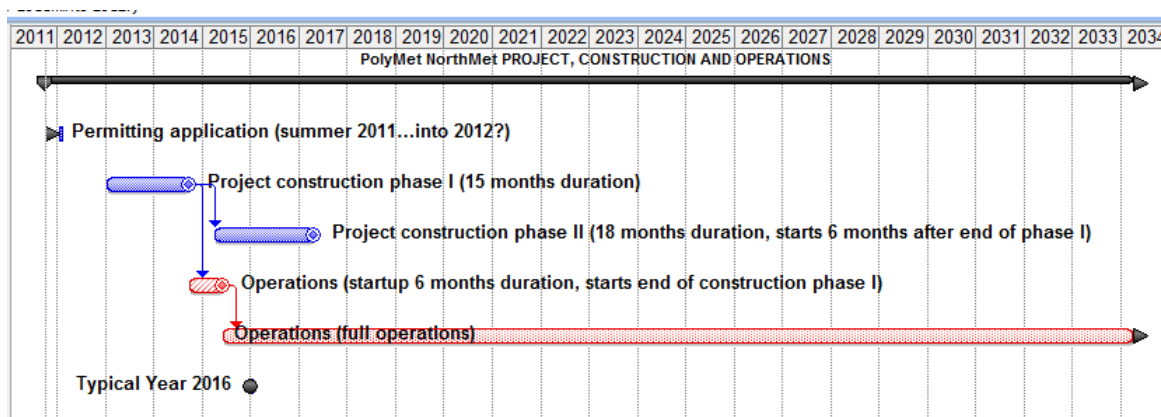 2011 2012 2013 2014 2015 2016 2017 2018 2019 2020 2021 2022 2023 2024 2025 2026 2027 2028 2029 2030 2031 2032 2033 2034
PolyMet NorthMet PROJECT, CONSTRUCTION AND OPERATIONS
Permitting application (summer 2011...into 2012?)
Project construction phase I (15 months duration)
Project construction phase II (18 months duration, starts 6 months after end of phase I)
Operations (startup 6 months duration, starts end of construction phase I)
Operations (full operations)
Typical Year 2016